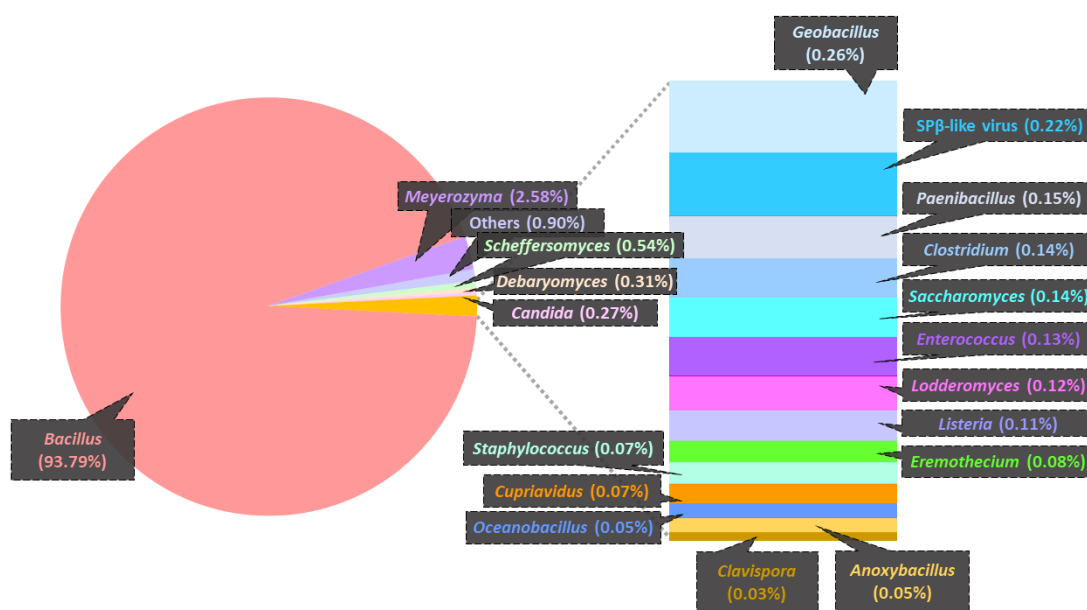 Geobacillus
(0.26%)
SPβ-like virus (0.22%)
Meyerozyma (2.58%)
Paenibacillus (0.15%)
Others (0.90%)
Scheffersomyces (0.54%)
Clostridium (0.14%)
Debaryomyces (0.31%)
Saccharomyces (0.14%)
Candida (0.27%)
Enterococcus (0.13%)
Lodderomyces (0.12%)
Listeria (0.11%)
Bacillus
(93.79%)
Staphylococcus (0.07%)
Eremothecium (0.08%)
Cupriavidus (0.07%)
Oceanobacillus (0.05%)
Clavispora
(0.03%)
Anoxybacillus
(0.05%)